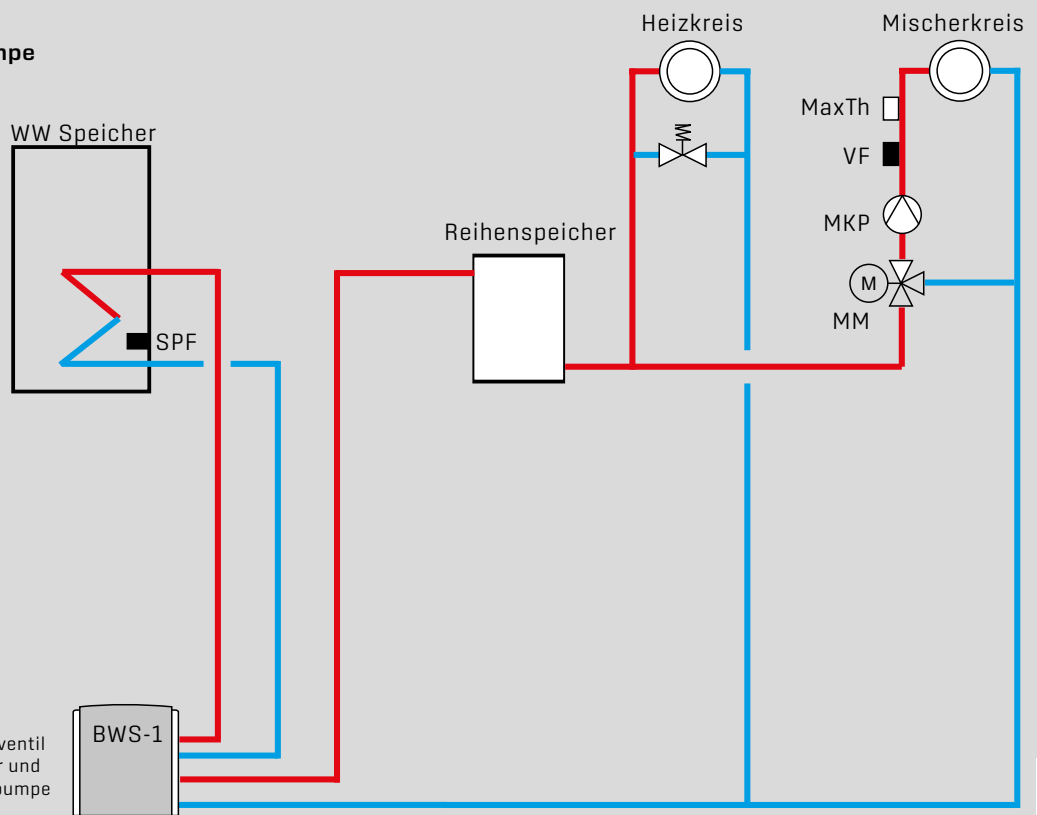 mpe
Heizkreis
Mischerkreis
MaxTh
WW Speicher
VF
MKP
Reihenspeicher
M
MM
SPF
BWS-1
ventil
r und
pumpe